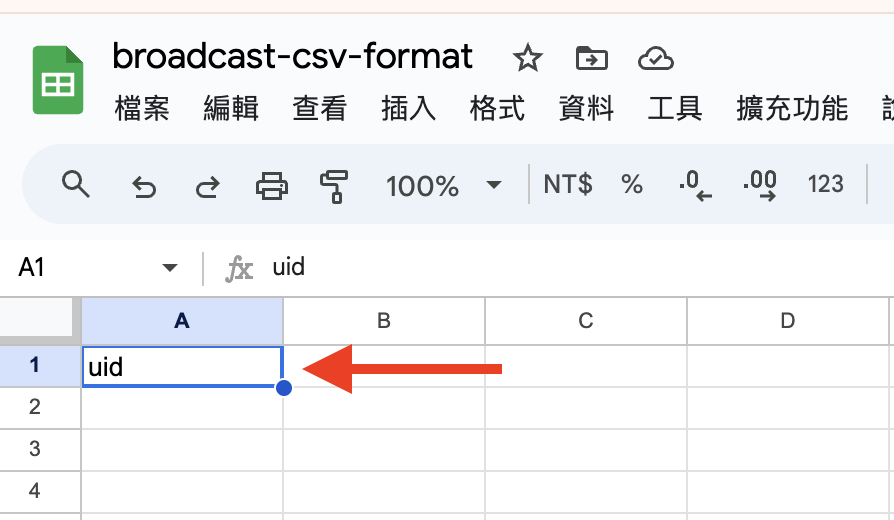 broadcast-csv-format
檔案 編輯 查看 插入 格式 資料 工具 擴充功能
100% NT$ % .0 .00 123
A1 fx uid
A B C D
1 uid
2
3
4